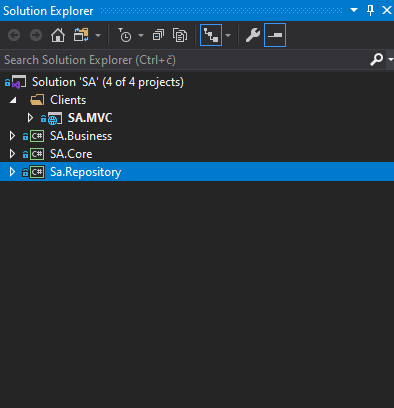 Solution Explorer
Search Solution Explorer (Ctrl+č)
Solution 'SA' (4 of 4 projects)
Clients
SA.MVC
C# SA.Business
C# SA.Core
C# Sa.Repository